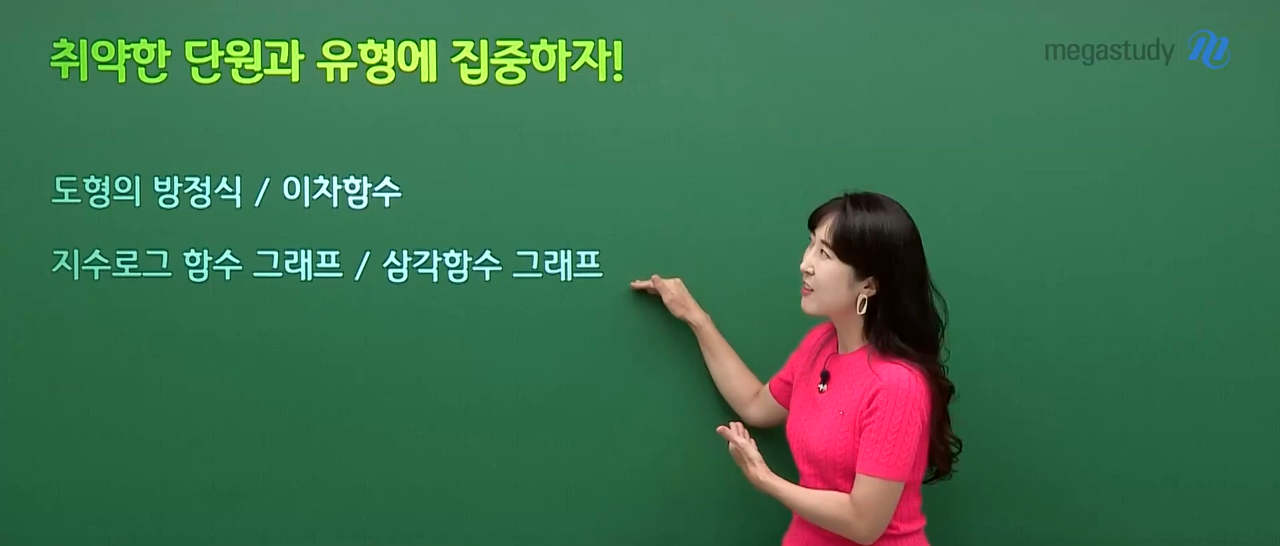 취약한 단원과 유형에 집중하자!
megastudy
도형의 방정식 / 이차함수
지수로그 함수 그래프 / 삼각함수 그래프